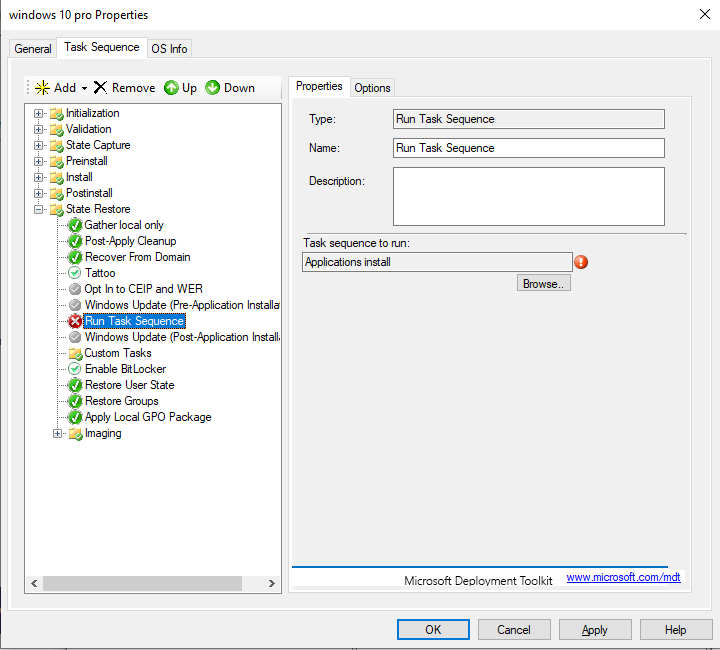 windows 10 pro Properties
General
Task Sequence
OS Info
Add
Remove
Up
Down
Initialization
Validation
State Capture
Preinstall
Install
Postinstall
State Restore
Gather local only
Post-Apply Cleanup
Recover From Domain
Tattoo
Opt In to CEIP and WER
Windows Update (Pre-Application Installa
Run Task Sequence
Windows Update (Post-Application Install
Custom Tasks
Enable BitLocker
Restore User State
Restore Groups
Apply Local GPO Package
Imaging
Properties
Options
Type:
Run Task Sequence
Name:
Run Task Sequence
Description:
Task sequence to run:
Applications install
Browse..
Microsoft Deployment Toolkit
www.microsoft.com/mdt
OK
Cancel
Apply
Help